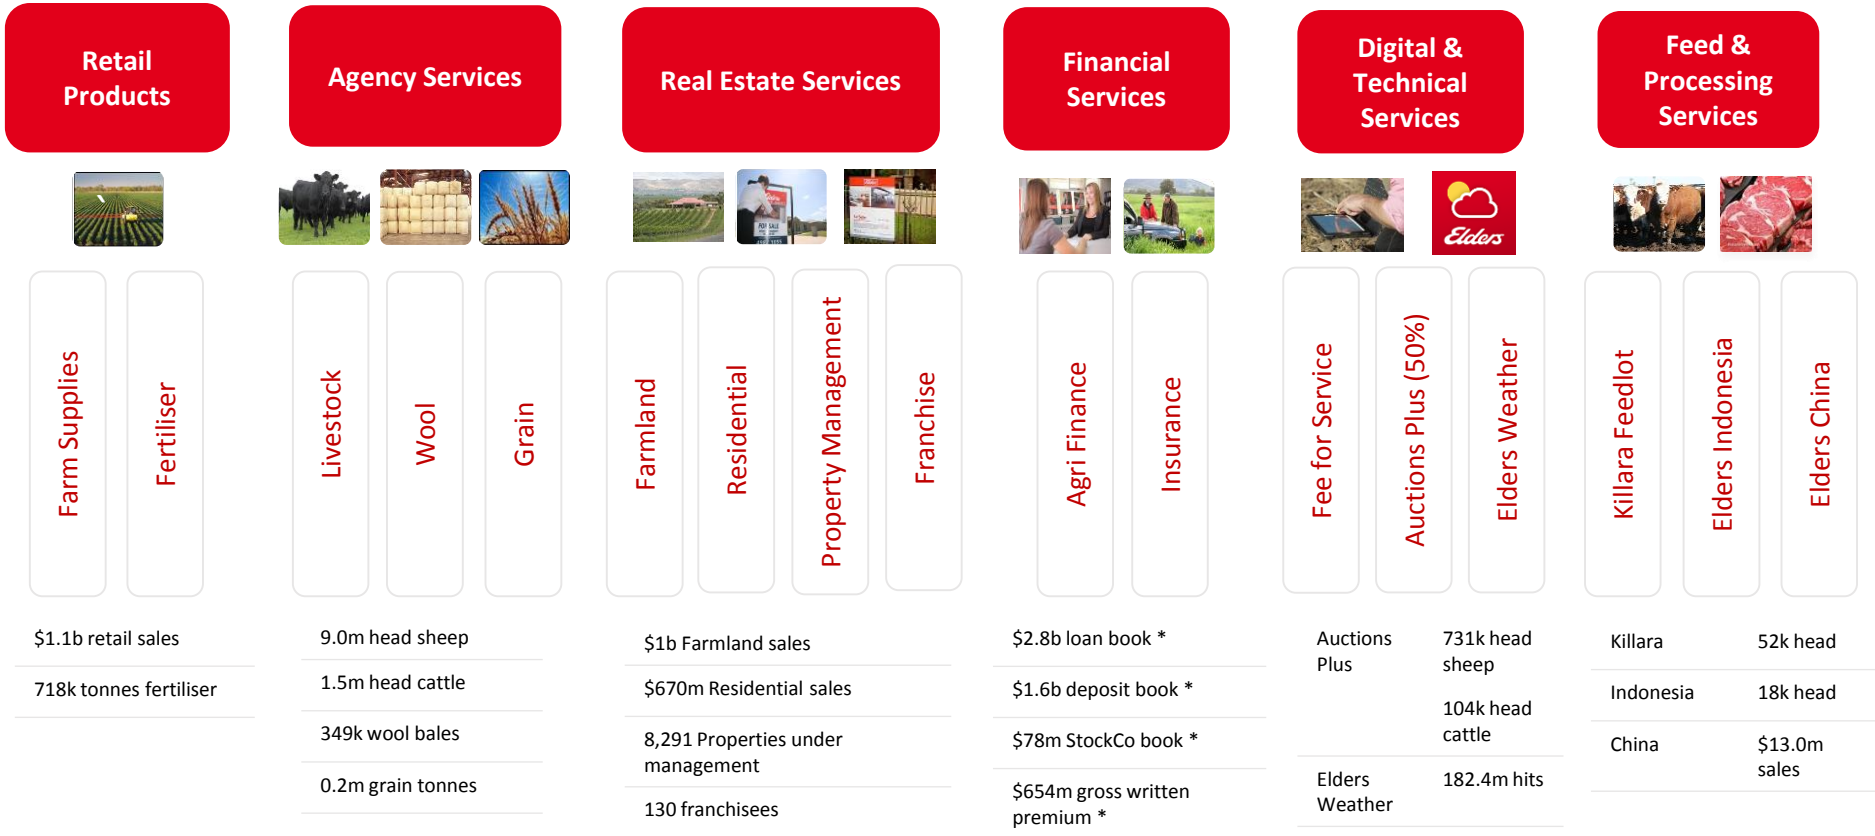 Retail
Products
Agency Services
Real Estate Services
Financial
Services
Digital &
Technical
Services
Feed &
Processing
Services
FOR SALE
Elders
Farm Supplies
Fertiliser
Livestock
Wool
Grain
Farmland
Residential
Property Management
Franchise
Agri Finance
Insurance
Fee for Service
Auctions Plus (50%)
Elders Weather
Killara Feedlot
Elders Indonesia
Elders China
$1.1b retail sales
718k tonnes fertiliser
9.0m head sheep
1.5m head cattle
349k wool bales
0.2m grain tonnes
$1b Farmland sales
$670m Residential sales
8,291 Properties under
management
130 franchisees
$2.8b loan book *
$1.6b deposit book *
$78m StockCo book *
$654m gross written
premium *
Auctions
Plus
731k head
sheep
104k head
cattle
Elders
Weather
182.4m hits
Killara
52k head
Indonesia
18k head
China
$13.0m
sales